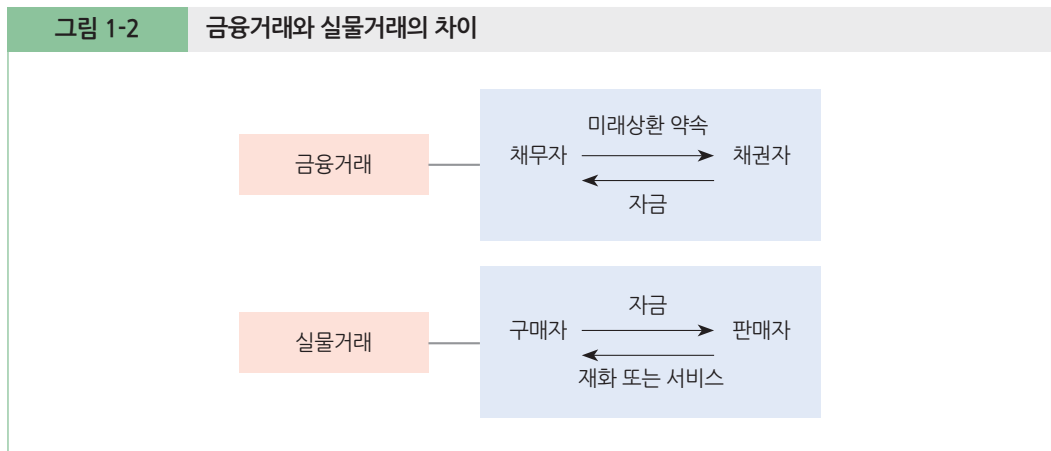 그림 1-2 금융거래와 실물거래의 차이
미래상환 약속
금융거래 채무자 채권자
자금
자금
실물거래 구매자 판매자
재화 또는 서비스